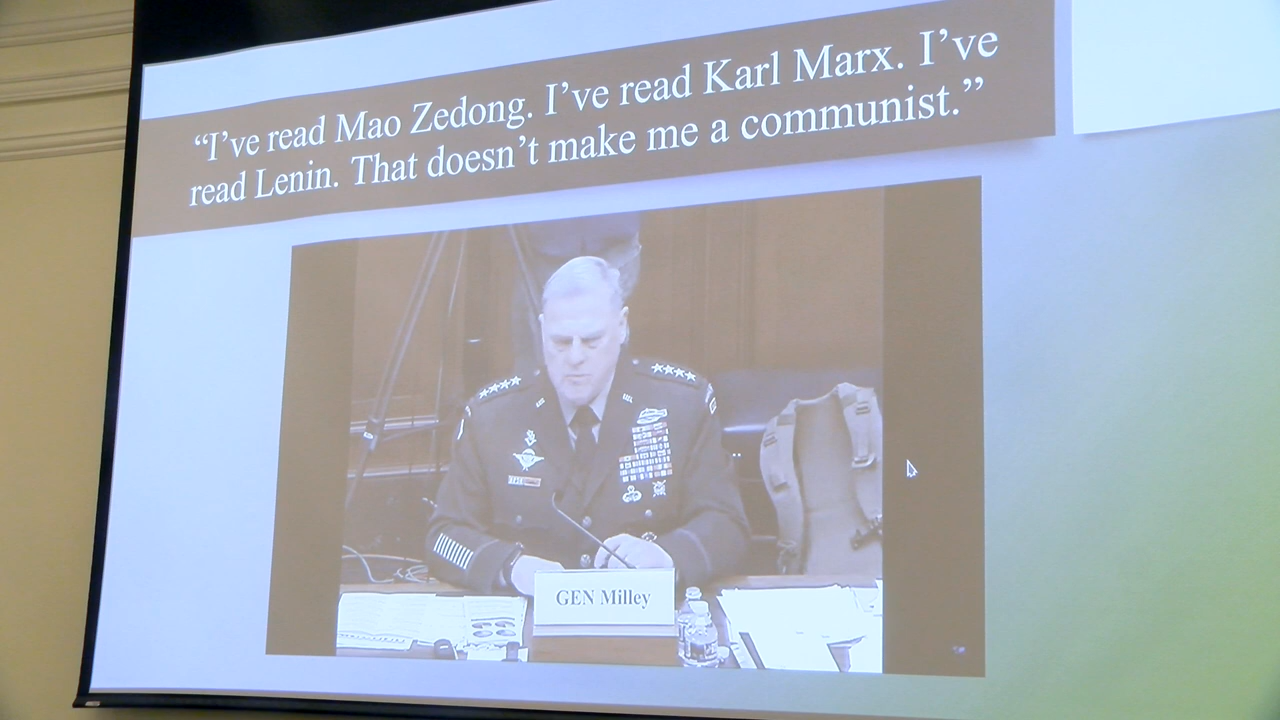 “I’ve read Mao Zedong. I’ve read Karl Marx. I’ve
read Lenin. That doesn’t make me a communist.”
GEN Milley